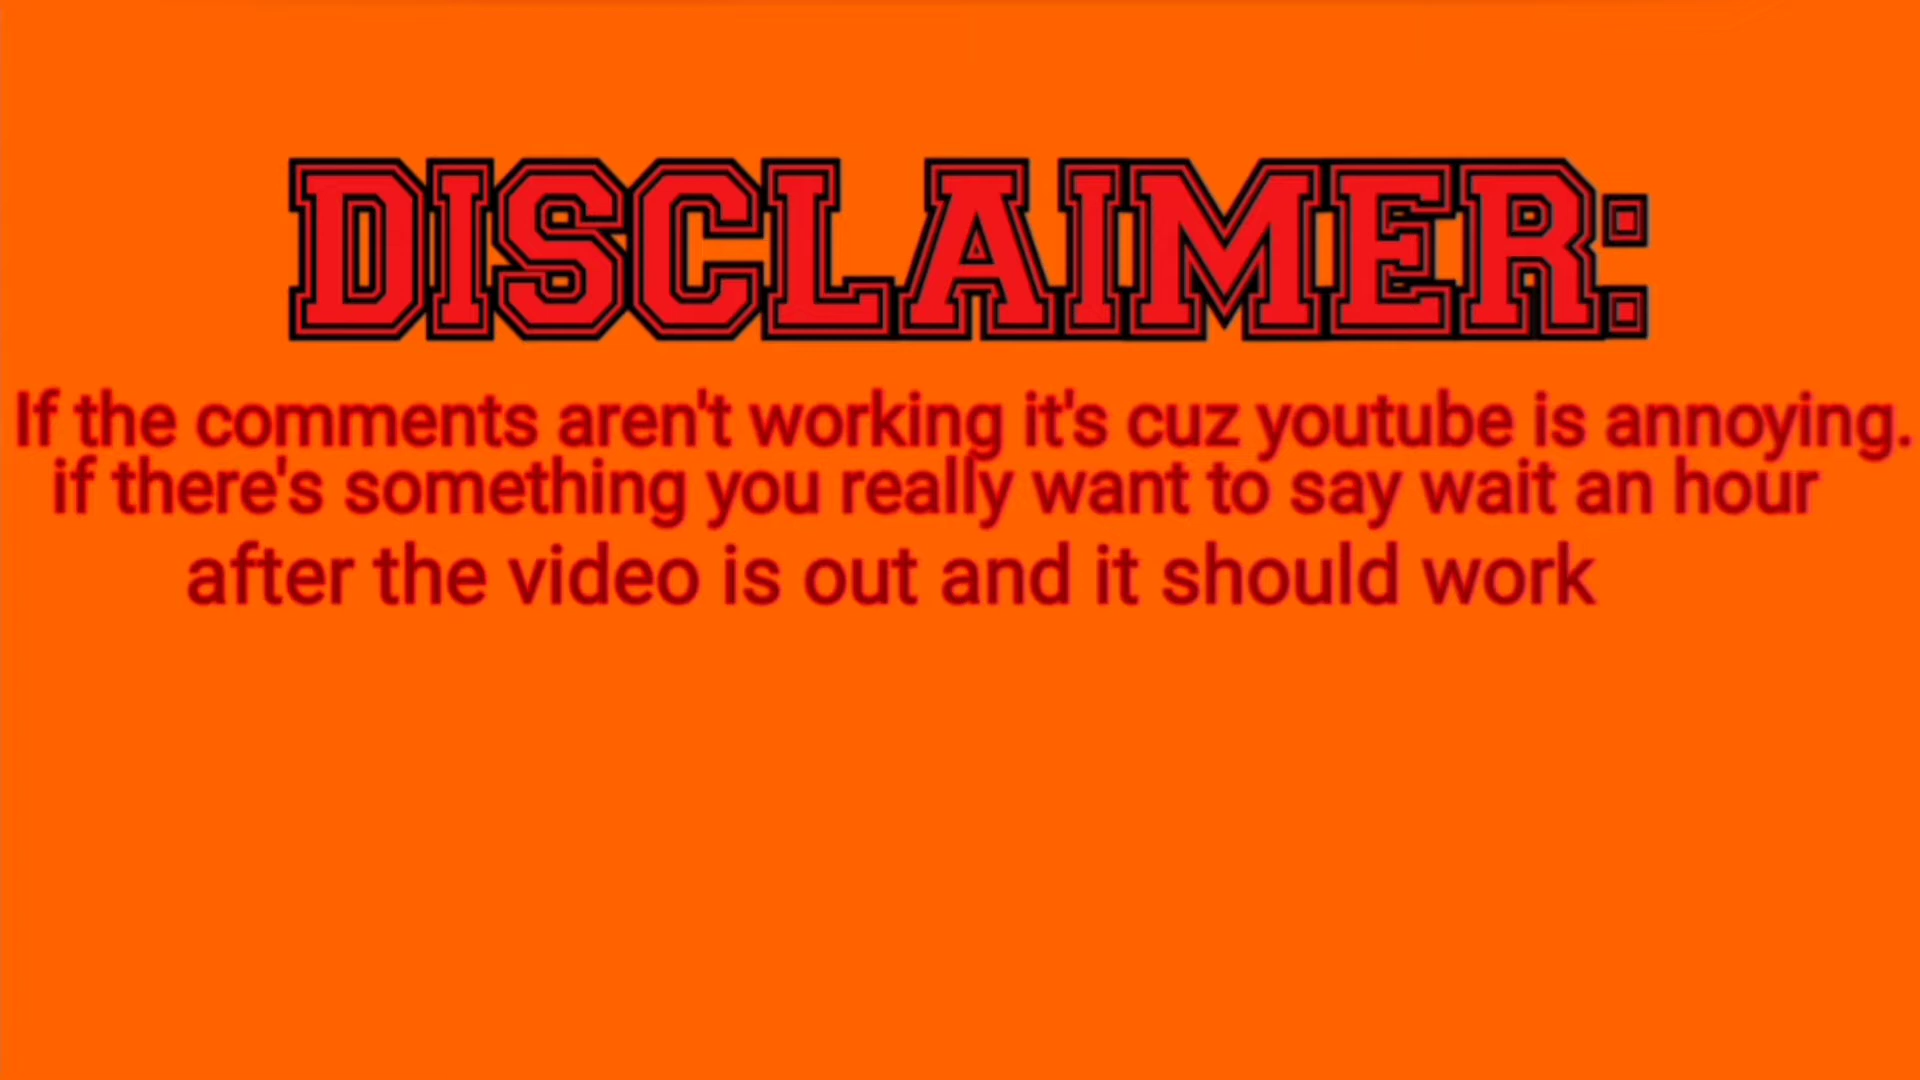 DISCLAIMER:
If the comments aren't working it's cuz youtube is annoying.
if there's something you really want to say wait an hour
after the video is out and it should work